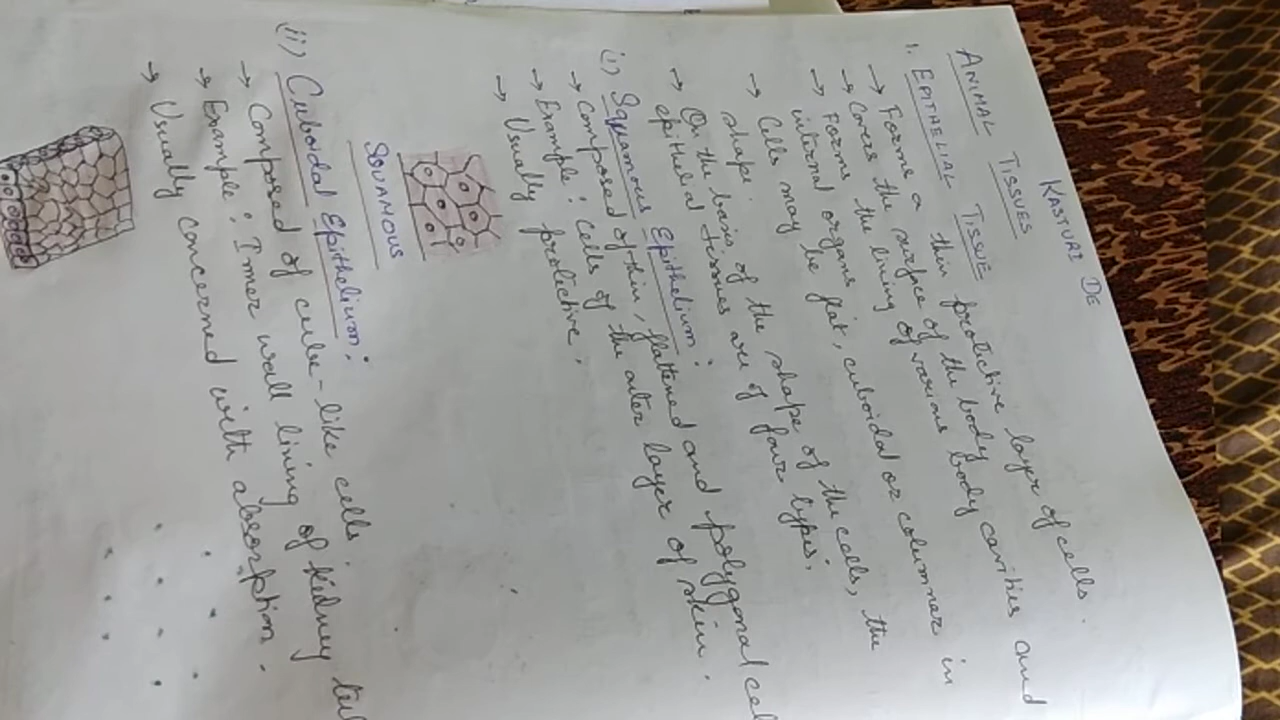 KASTURI DE
ANIMAL TISSUES
1. EPITHELIAL TISSUE
→ Forms a thin protective layer of cells.
→ Covers the surface of the body cavities and
→ Forms the lining of various body
internal organs
→ Cells may be flat, cuboidal or columnar in
shape.
→ On the basis of the shape of the cells, the
epithelial tissues are of four types.
(i) Squamous Epithelium:
→ Composed of thin, flattened and polygonal cel
→ Example: Cells of the outer layer of skin.
→ Usually protective.
SQUAMOUS
(ii) Cuboidal Epithelium:
→ Composed of cube-like cells
→ Example: Inner wall lining of kidney tu
→ Usually concerned with absorption.